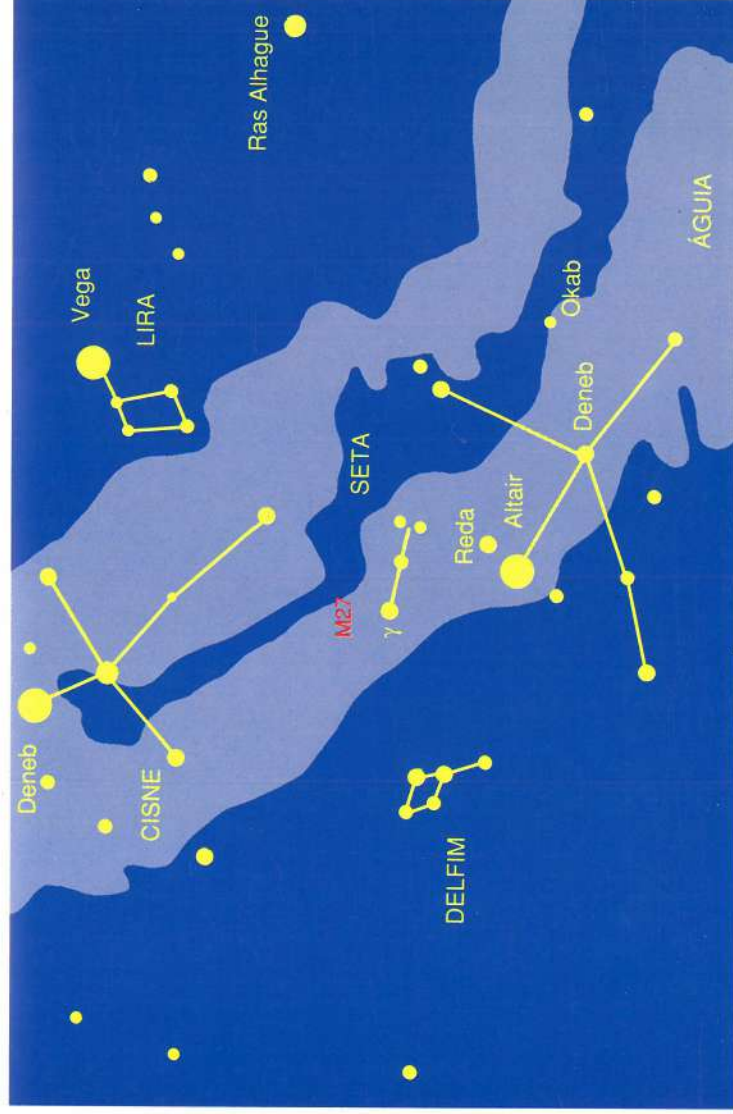 Deneb
CISNE
Vega
LIRA
Ras Alhague
M27
SETA
γ
Reda
Altair
DELFIM
Deneb
Okab
ÁGUIA